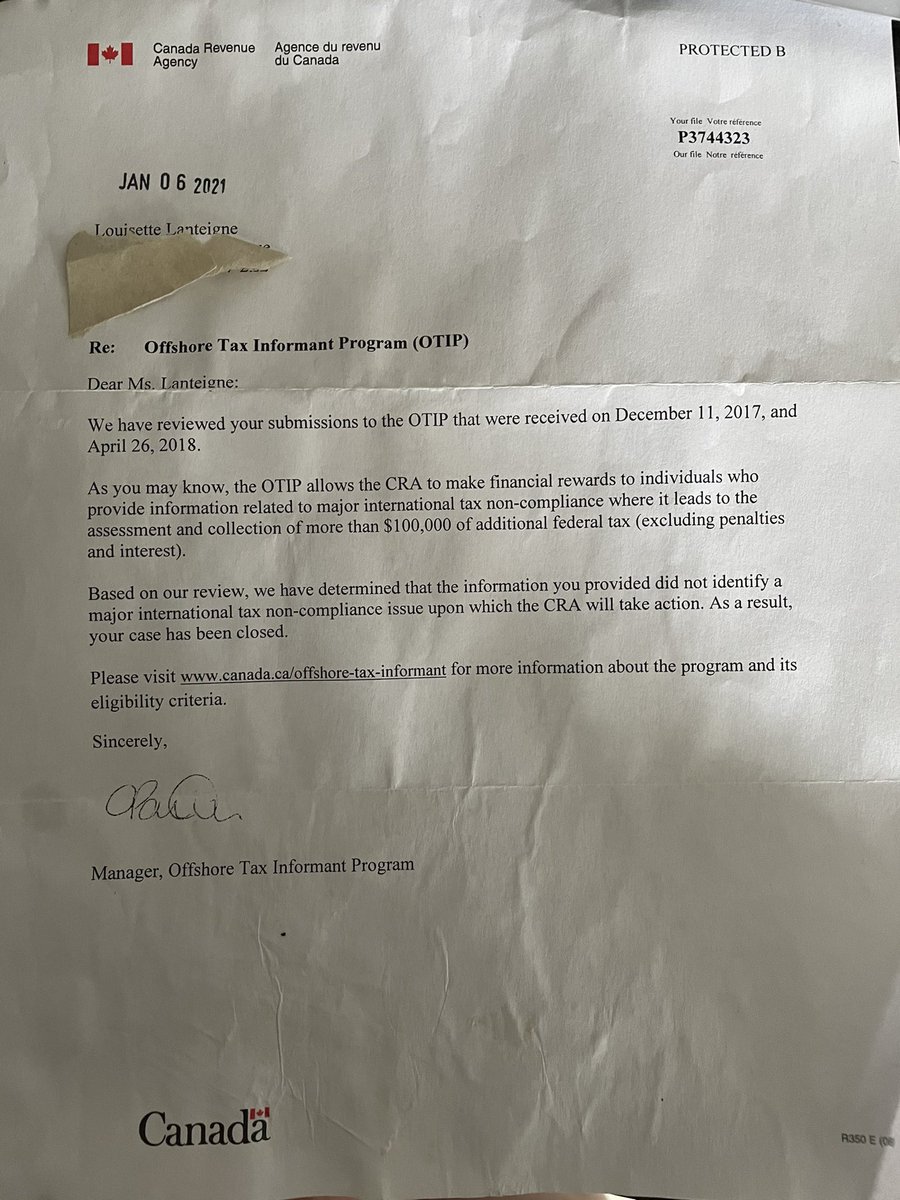 Canada Revenue Agency
Agence du revenu du Canada
PROTECTED B
Your file Votre référence
P3744323
Our file Notre référence
JAN 06 2021
Louisette Lanteigne
Re: Offshore Tax Informant Program (OTIP)
Dear Ms. Lanteigne:
We have reviewed your submissions to the OTIP that were received on December 11, 2017, and
April 26, 2018.
As you may know, the OTIP allows the CRA to make financial rewards to individuals who
provide information related to major international tax non-compliance where it leads to the
assessment and collection of more than $100,000 of additional federal tax (excluding penalties
and interest).
Based on our review, we have determined that the information you provided did not identify a
major international tax non-compliance issue upon which the CRA will take action. As a result,
your case has been closed.
Please visit www.canada.ca/offshore-tax-informant for more information about the program and its
eligibility criteria.
Sincerely,
Manager, Offshore Tax Informant Program
Canada
R350 E (08